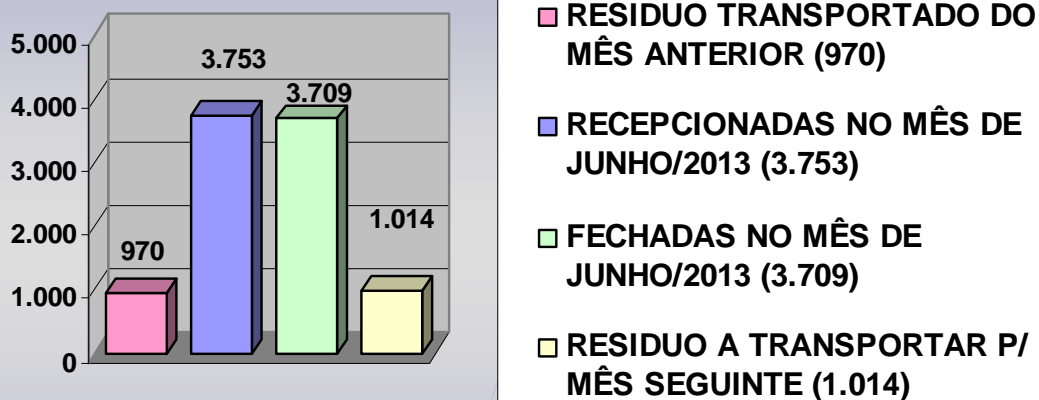 5.000
4.000
3.000
2.000
1.000
0
970
3.753
3.709
1.014
RESIDUO TRANSPORTADO DO
MÊS ANTERIOR (970)
RECEPCIONADAS NO MÊS DE
JUNHO/2013 (3.753)
FECHADAS NO MÊS DE
JUNHO/2013 (3.709)
RESIDUO A TRANSPORTAR P/
MÊS SEGUINTE (1.014)